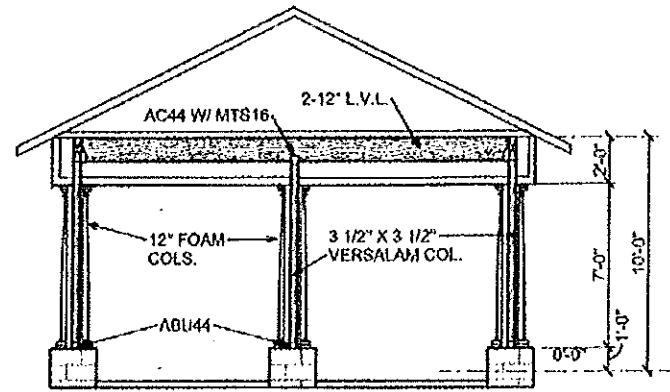 AC44 W/ MTS16
2-12" L.V.L.
2'-0"
12" FOAM
COLS.
3 1/2" X 3 1/2"
VERSALAM COL.
7'-0"
10'-0"
ABU44
0'-0"
1'-0"